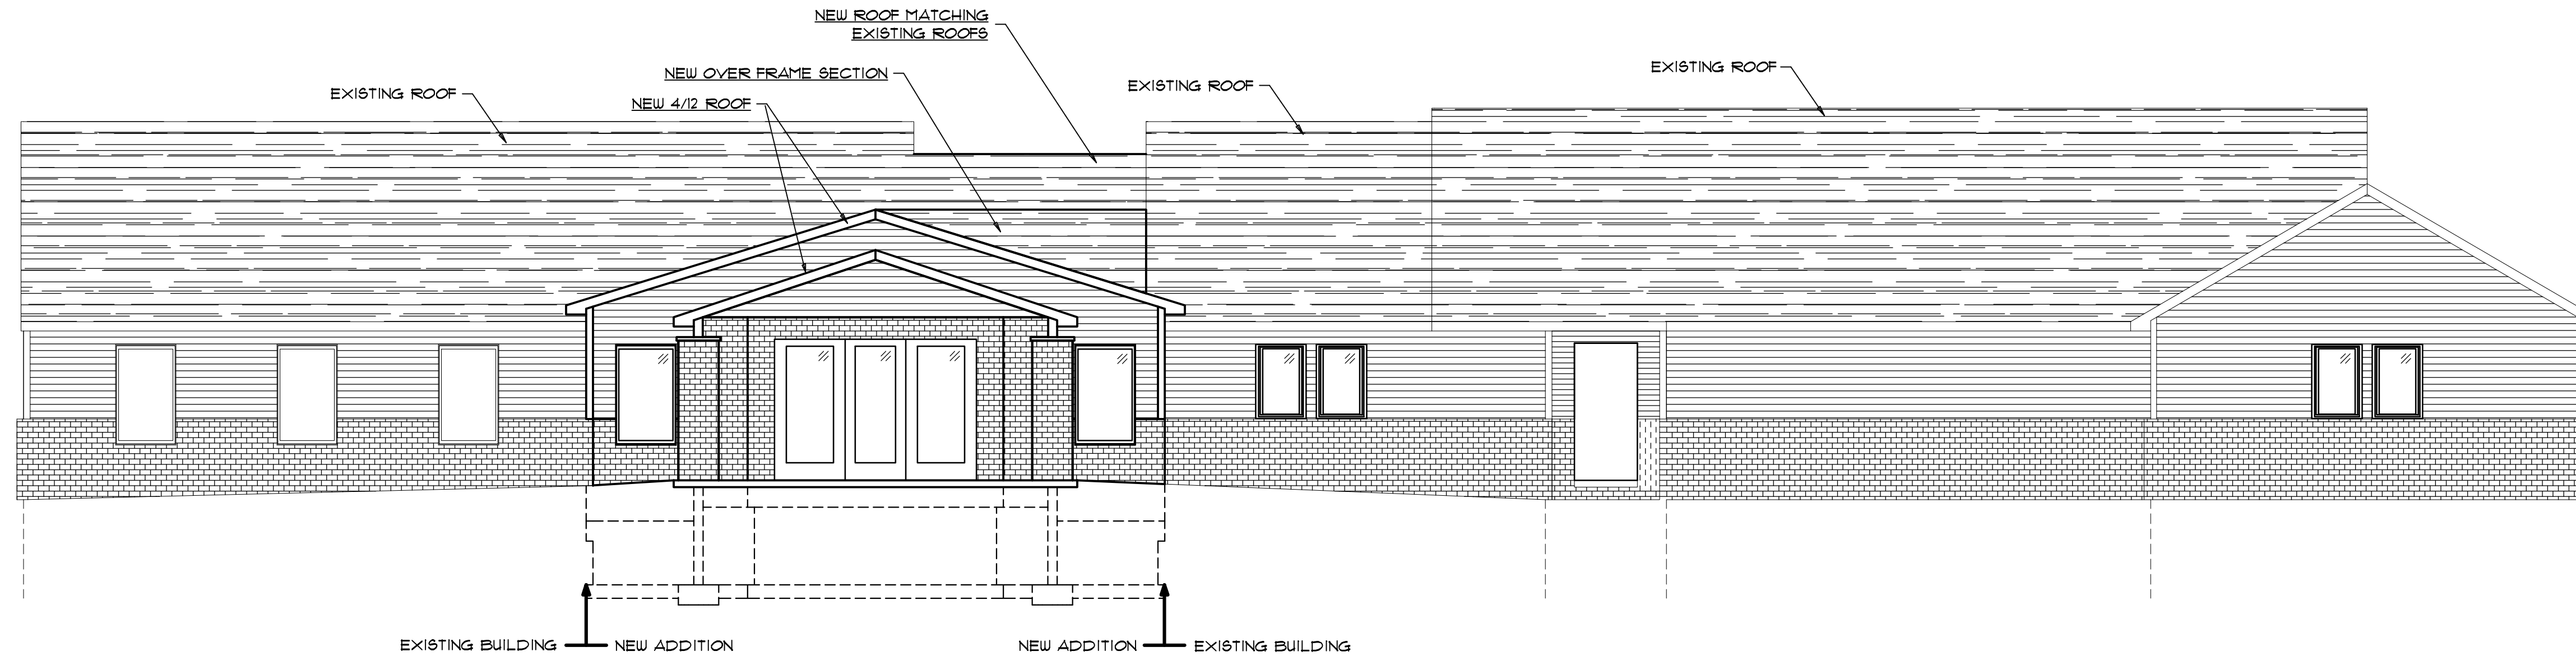 NEW ROOF MATCHING
EXISTING ROOFS
NEW OVER FRAME SECTION
NEW 4/12 ROOF
EXISTING ROOF
EXISTING ROOF
EXISTING ROOF
EXISTING BUILDING
NEW ADDITION
NEW ADDITION
EXISTING BUILDING